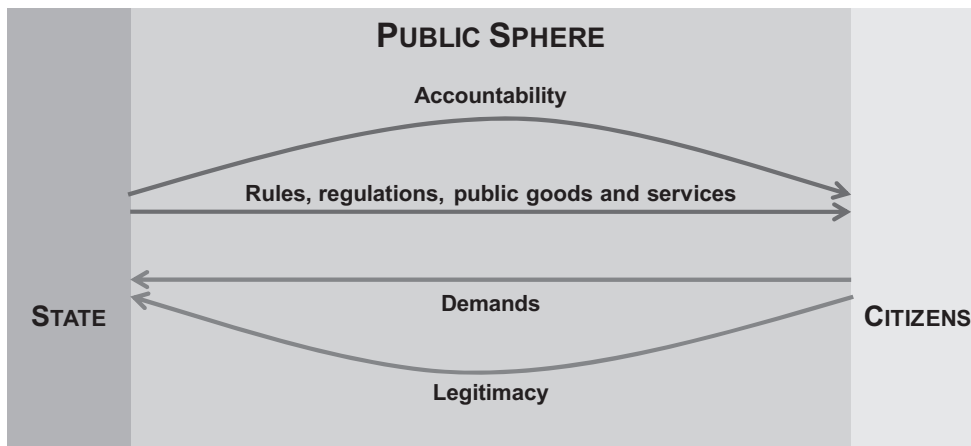 PUBLIC SPHERE
Accountability
Rules, regulations, public goods and services
Demands
STATE
CITIZENS
Legitimacy